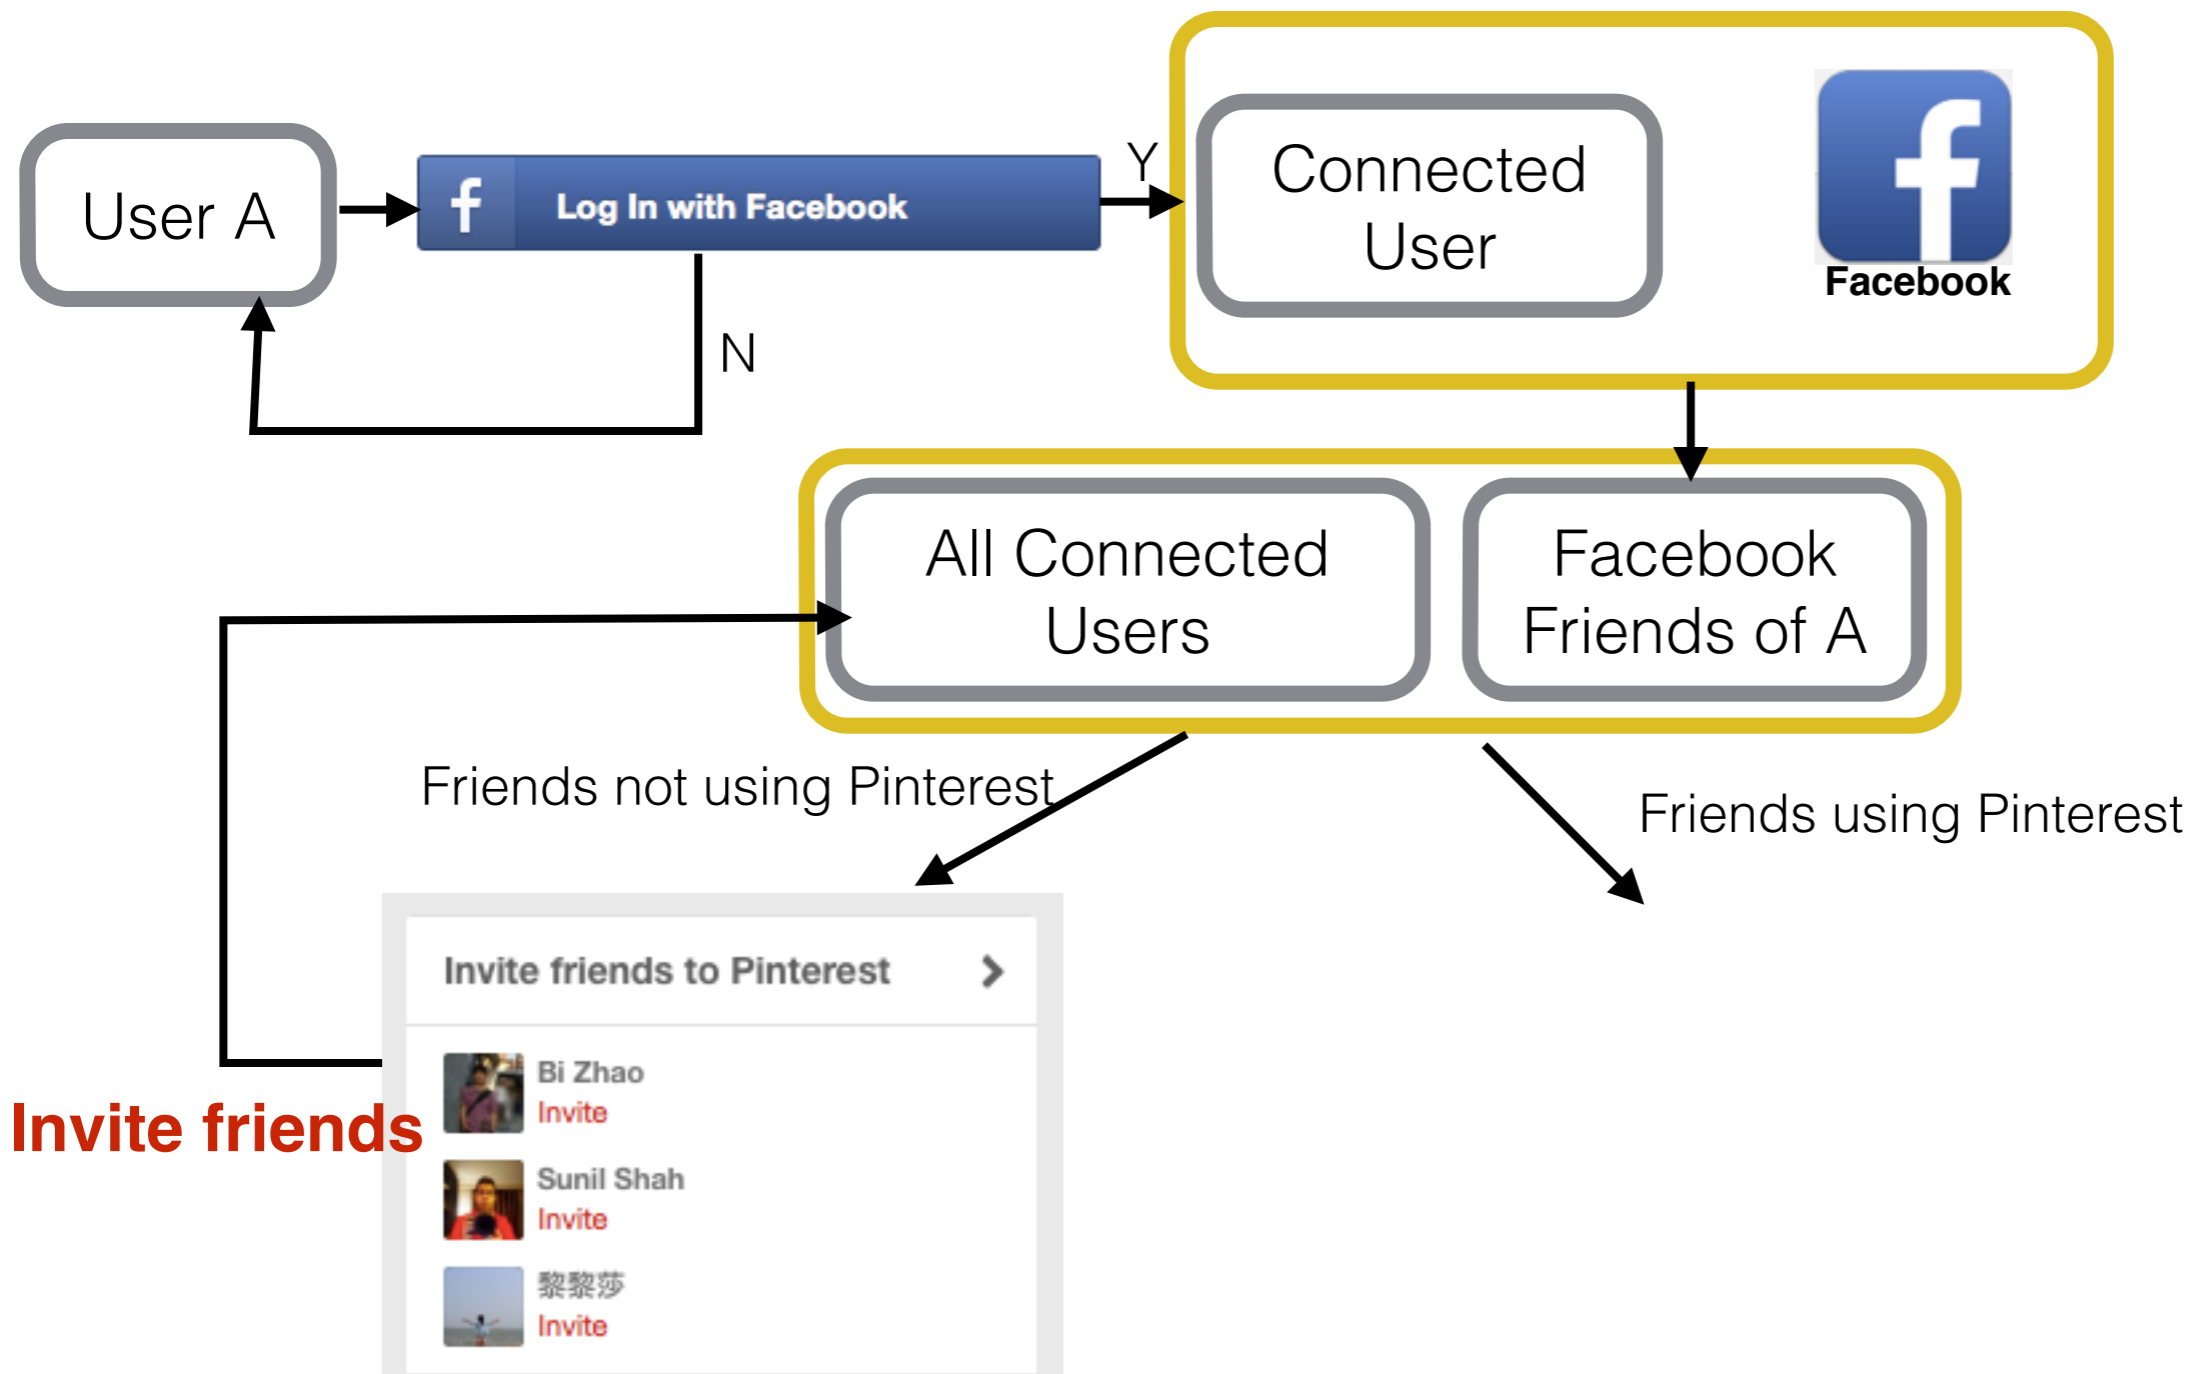 User A
Log In with Facebook
Y
Connected
User
Facebook
N
All Connected
Users
Facebook
Friends of A
Friends not using Pinterest
Friends using Pinterest
Invite friends to Pinterest
Bi Zhao
Invite
Invite friends
Sunil Shah
Invite
黎黎莎
Invite